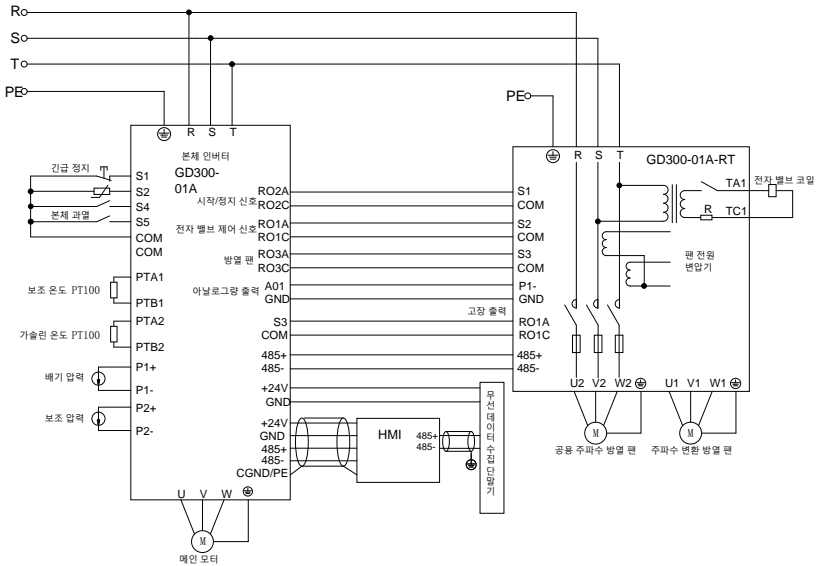 R
S
T
PE
PE
R S T
본체 인버터
GD300-
01A
긴급 정지
S1
S2
S4
본체 과열
S5
COM
COM
보조 온도 PT100
PTA1
PTB1
가솔린 온도 PT100
PTA2
PTB2
배기 압력
P1+
P1-
보조 압력
P2+
P2-
RO2A
시작/정지 신호
RO2C
전자 밸브 제어 신호
RO1A
RO1C
방열 팬
RO3A
RO3C
아날로그량 출력
A01
GND
S3
COM
485+
485-
+24V
GND
+24V
GND
485+
485-
CGND/PE
U V W
M
메인 모터
HMI
485+
485-
무선 데이터 수집 단말기
R S T
GD300-01A-RT
S1
COM
S2
COM
S3
COM
P1-
GND
고장 출력
RO1A
RO1C
485+
485-
TA1
전자 밸브 코일
R
TC1
팬 전원
변압기
U2 V2 W2
U1 V1 W1
M
M
공용 주파수 방열 팬
주파수 변환 방열 팬